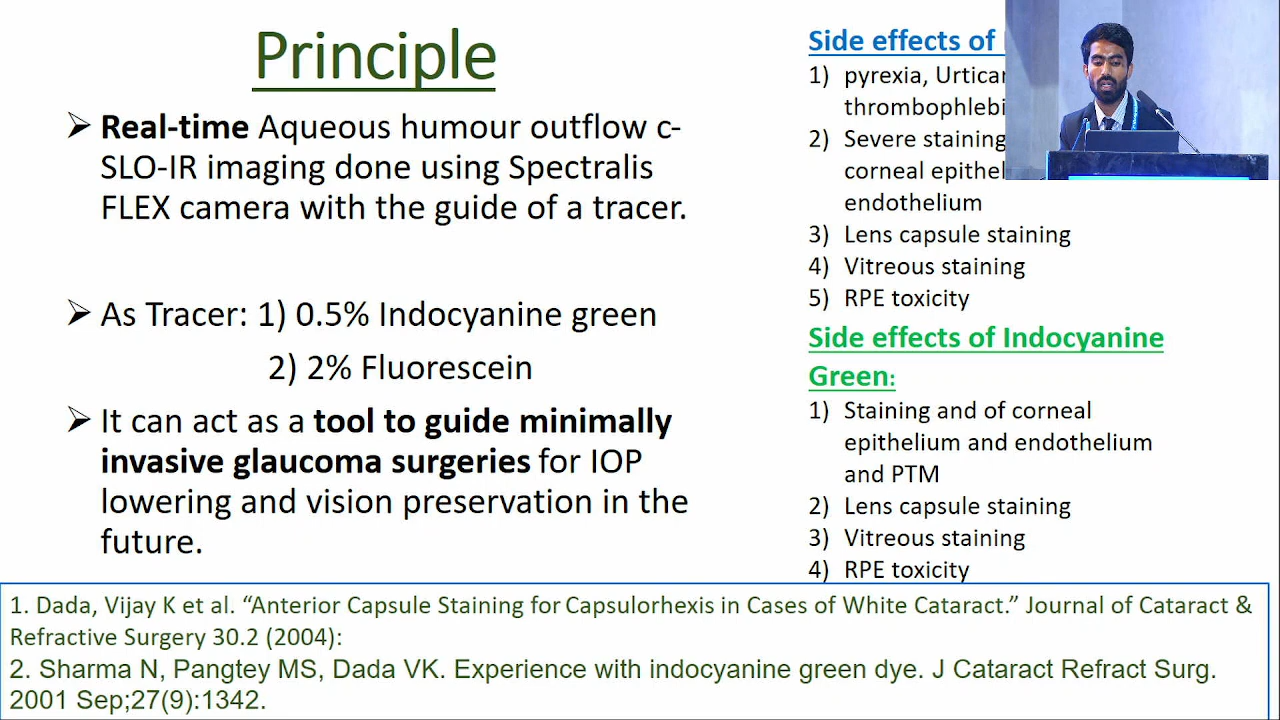 Principle
➢ Real-time Aqueous humour outflow c-
SLO-IR imaging done using Spectralis
FLEX camera with the guide of a tracer.
➢ As Tracer: 1) 0.5% Indocyanine green
2) 2% Fluorescein
➢ It can act as a tool to guide minimally
invasive glaucoma surgeries for IOP
lowering and vision preservation in the
future.
Side effects of
1) pyrexia,
2) Severe staining
corneal
endothelium
3) Lens capsule staining
4) Vitreous staining
5) RPE toxicity
Side effects of Indocyanine
Green:
1) Staining and of corneal
epithelium and endothelium
and PTM
2) Lens capsule staining
3) Vitreous staining
4) RPE toxicity
1. Dada, Vijay K et al. “Anterior Capsule Staining for Capsulorhexis in Cases of White Cataract.” Journal of Cataract &
Refractive Surgery 30.2 (2004):
2. Sharma N, Pangtey MS, Dada VK. Experience with indocyanine green dye. J Cataract Refract Surg.
2001 Sep;27(9):1342.